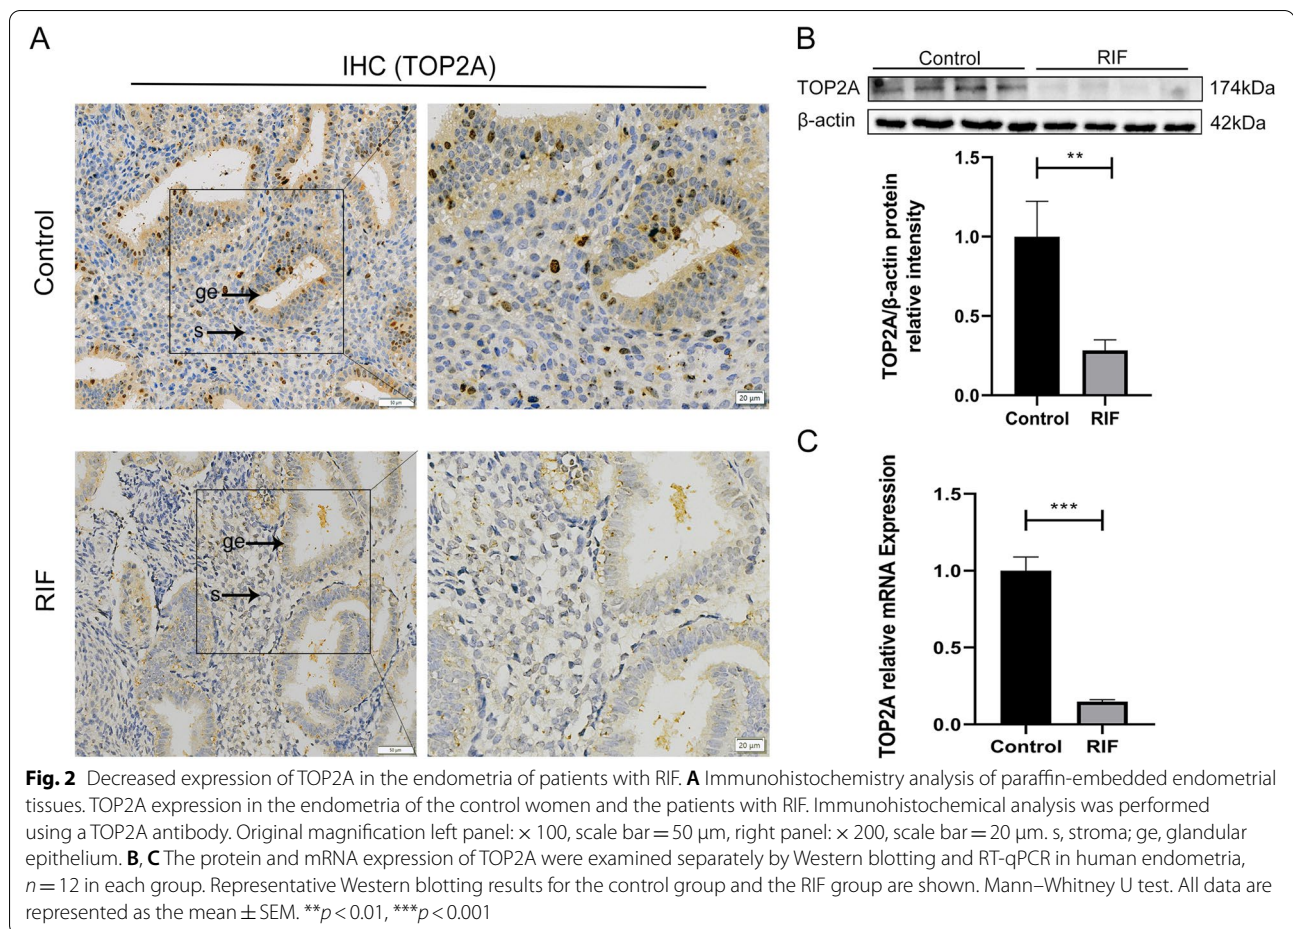 A
IHC (TOP2A)
Control
ge
s
50 µm
20 µm
RIF
ge
s
50 µm
20 µm
B
Control RIF
TOP2A 174kDa
β-actin 42kDa
TOP2A/β-actin protein
relative intensity
1.5
1.0
0.5
0.0
**
Control RIF
C
TOP2A relative mRNA Expression
1.5
1.0
0.5
0.0
***
Control RIF
Fig. 2 Decreased expression of TOP2A in the endometria of patients with RIF. A Immunohistochemistry analysis of paraffin-embedded endometrial
tissues. TOP2A expression in the endometria of the control women and the patients with RIF. Immunohistochemical analysis was performed
using a TOP2A antibody. Original magnification left panel: × 100, scale bar = 50 µm, right panel: × 200, scale bar = 20 µm. s, stroma; ge, glandular
epithelium. B, C The protein and mRNA expression of TOP2A were examined separately by Western blotting and RT-qPCR in human endometria,
n = 12 in each group. Representative Western blotting results for the control group and the RIF group are shown. Mann–Whitney U test. All data are
represented as the mean ± SEM. **p < 0.01, ***p < 0.001